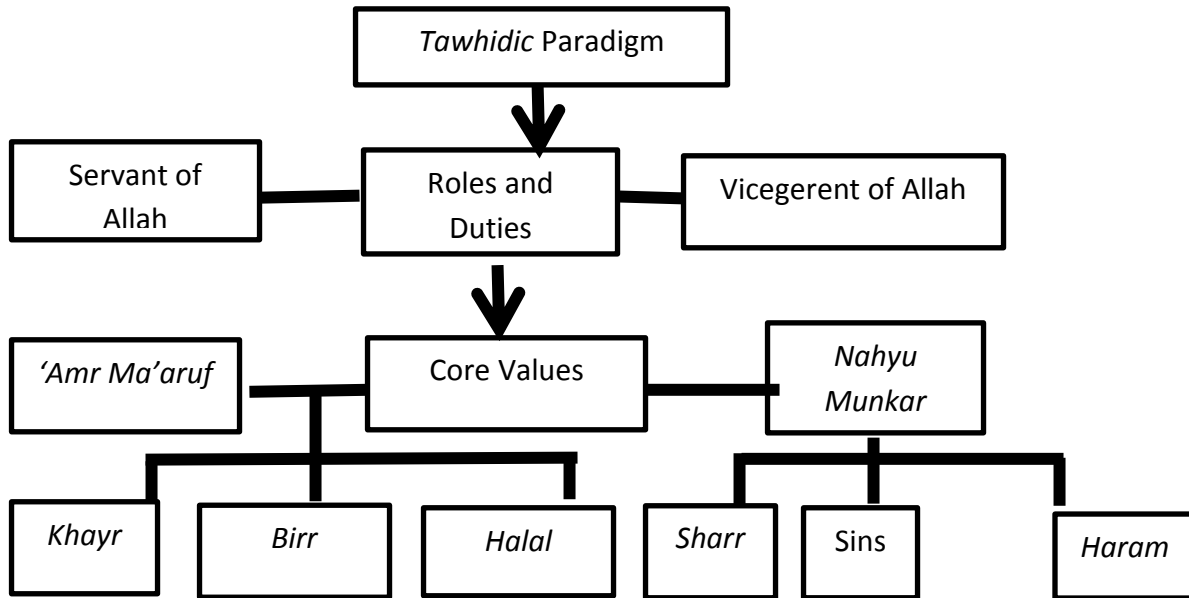 Tawhidic Paradigm
Servant of
Allah
Roles and
Duties
Vicegerent of Allah
‘Amr Ma’aruf
Core Values
Nahyu
Munkar
Khayr
Birr
Halal
Sharr
Sins
Haram